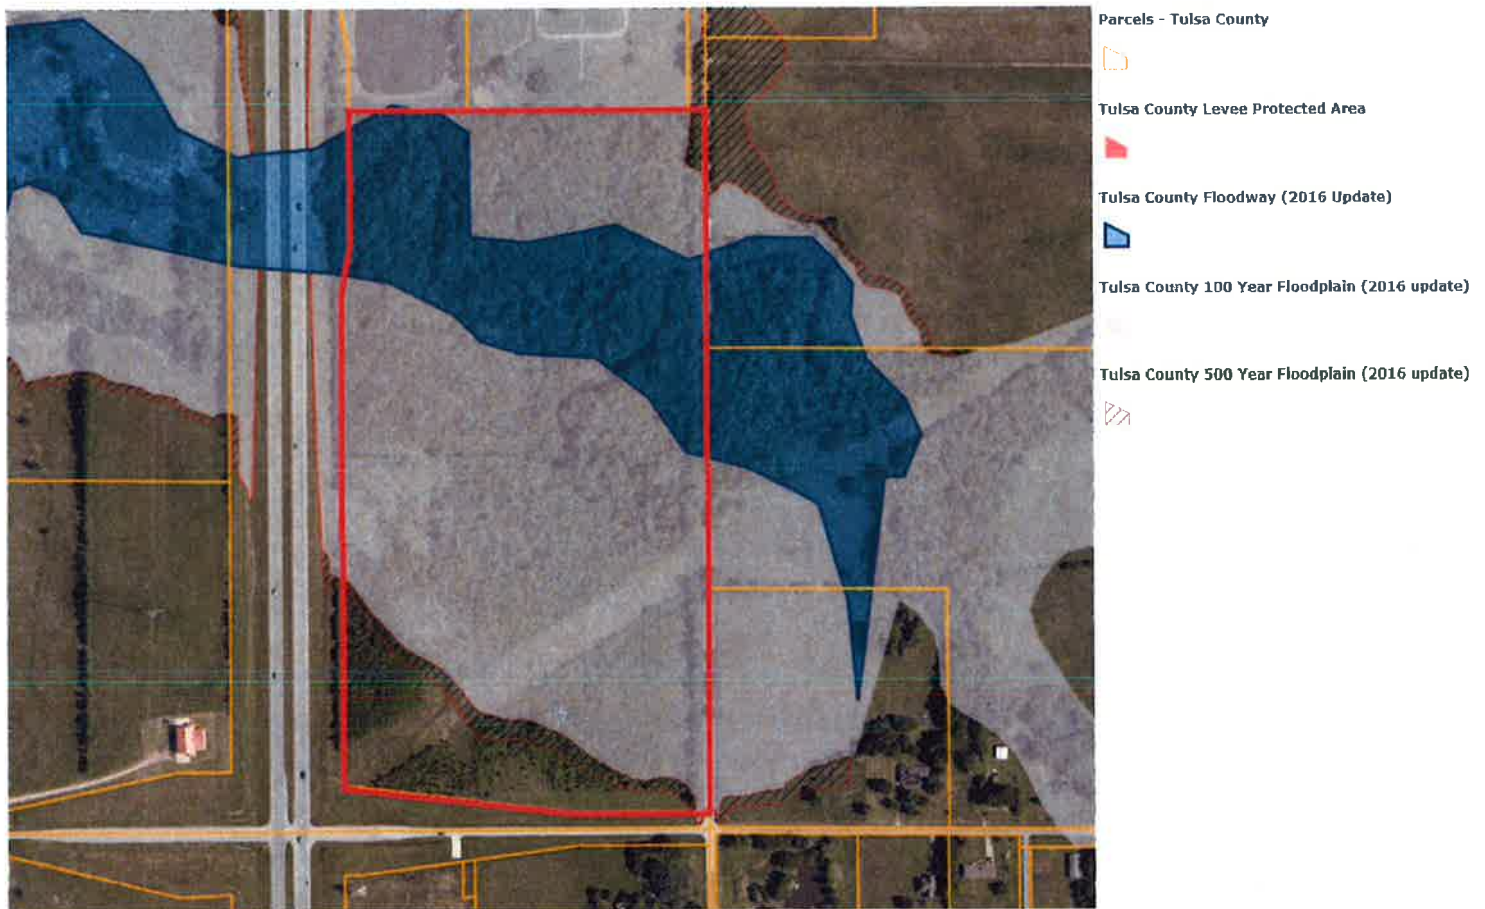 Parcels - Tulsa County
Tulsa County Levee Protected Area
Tulsa County Floodway (2016 Update)
Tulsa County 100 Year Floodplain (2016 update)
Tulsa County 500 Year Floodplain (2016 update)